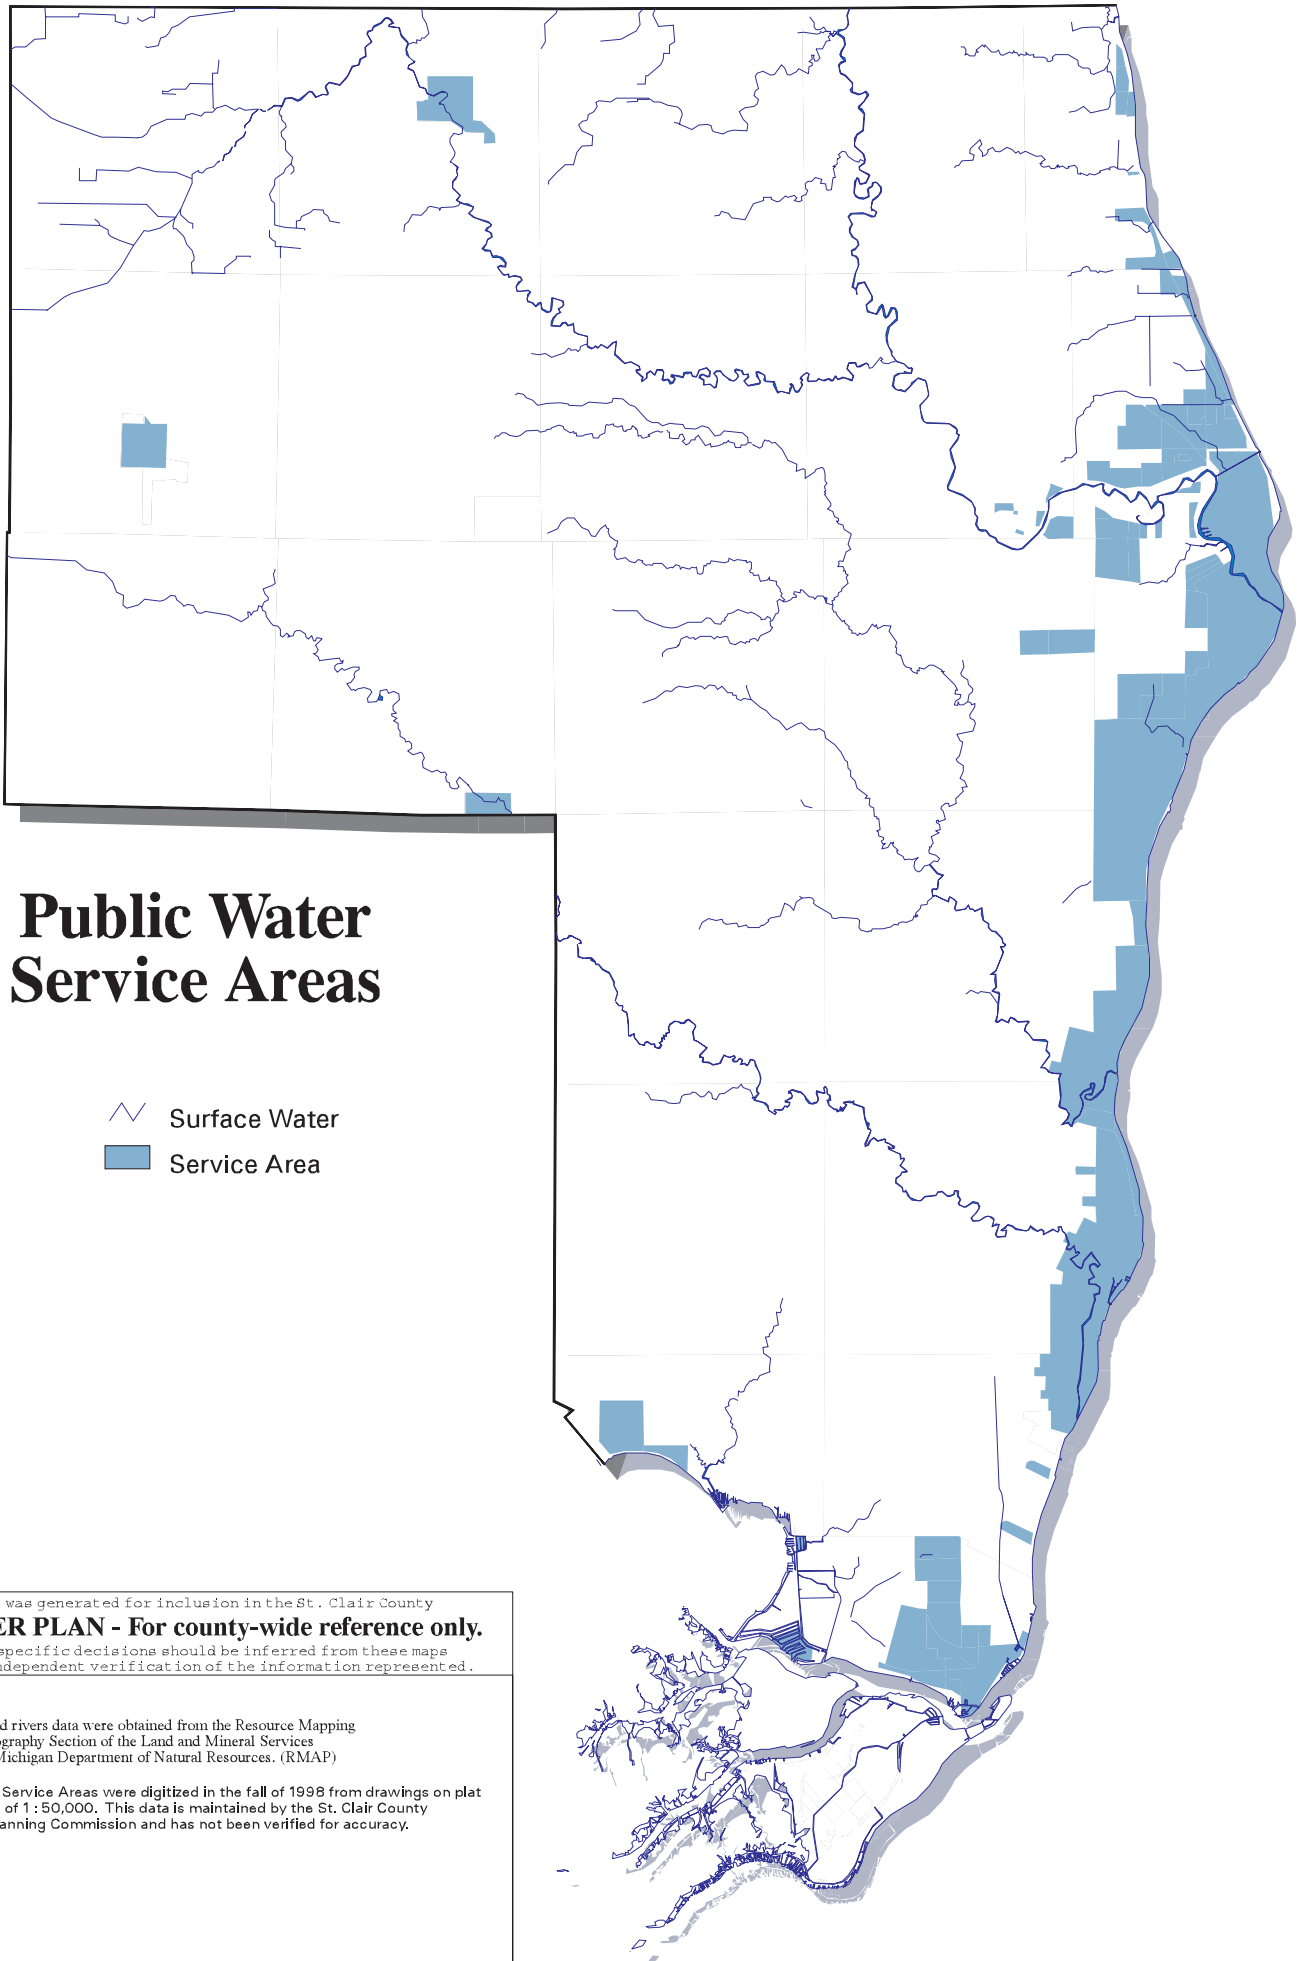 Public Water
Service Areas
Surface Water
Service Area
was generated for inclusion in the St. Clair County
PLAN - For county-wide reference only.
specific decisions should be inferred from these maps
independent verification of the information represented.
rivers data were obtained from the Resource Mapping
Section of the Land and Mineral Services
Michigan Department of Natural Resources. (RMAP)
Service Areas were digitized in the fall of 1998 from drawings on plat
of 1:50,000. This data is maintained by the St. Clair County
Planning Commission and has not been verified for accuracy.